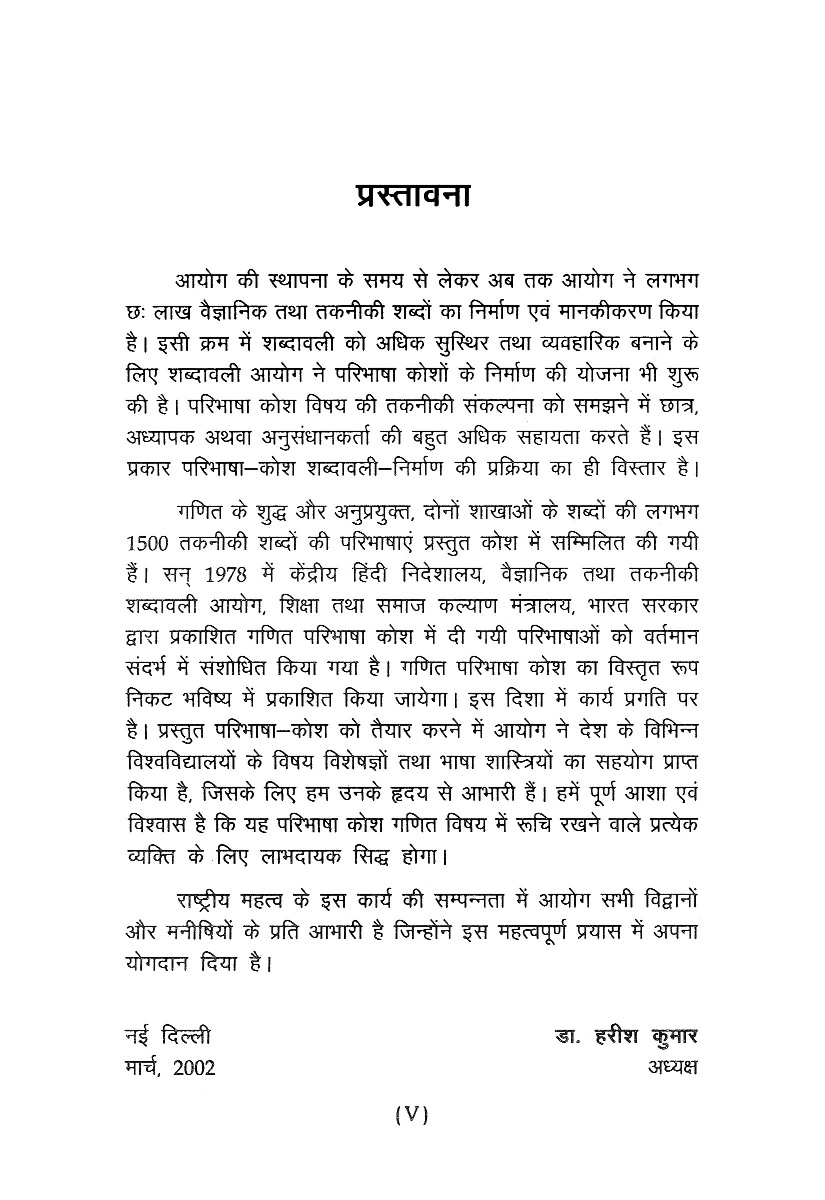 प्रस्तावना
आयोग की स्थापना के समय से लेकर अब तक आयोग ने लगभग
छः लाख वैज्ञानिक तथा तकनीकी शब्दों का निर्माण एवं मानकीकरण किया
है। इसी क्रम में शब्दावली को अधिक सुस्थिर तथा व्यवहारिक बनाने के
लिए शब्दावली आयोग ने परिभाषा कोशों के निर्माण की योजना भी शुरू
की है। परिभाषा कोश विषय की तकनीकी संकल्पना को समझने में छात्र,
अध्यापक अथवा अनुसंधानकर्ता की बहुत अधिक सहायता करते हैं। इस
प्रकार परिभाषा–कोश शब्दावली–निर्माण की प्रक्रिया का ही विस्तार है।
गणित के शुद्ध और अनुप्रयुक्त, दोनों शाखाओं के शब्दों की लगभग
1500 तकनीकी शब्दों की परिभाषाएं प्रस्तुत कोश में सम्मिलित की गयी
हैं। सन् 1978 में केंद्रीय हिंदी निदेशालय, वैज्ञानिक तथा तकनीकी
शब्दावली आयोग, शिक्षा तथा समाज कल्याण मंत्रालय, भारत सरकार
द्वारा प्रकाशित गणित परिभाषा कोश में दी गयी परिभाषाओं को वर्तमान
संदर्भ में संशोधित किया गया है। गणित परिभाषा कोश का विस्तृत रूप
निकट भविष्य में प्रकाशित किया जायेगा। इस दिशा में कार्य प्रगति पर
है। प्रस्तुत परिभाषा–कोश को तैयार करने में आयोग ने देश के विभिन्न
विश्वविद्यालयों के विषय विशेषज्ञों तथा भाषा शास्त्रियों का सहयोग प्राप्त
किया है, जिसके लिए हम उनके हृदय से आभारी हैं। हमें पूर्ण आशा एवं
विश्वास है कि यह परिभाषा कोश गणित विषय में रूचि रखने वाले प्रत्येक
व्यक्ति के लिए लाभदायक सिद्ध होगा।
राष्ट्रीय महत्व के इस कार्य की सम्पन्नता में आयोग सभी विद्वानों
और मनीषियों के प्रति आभारी है जिन्होंने इस महत्वपूर्ण प्रयास में अपना
योगदान दिया है।
नई दिल्ली डा. हरीश कुमार
मार्च, 2002 अध्यक्ष
(V)